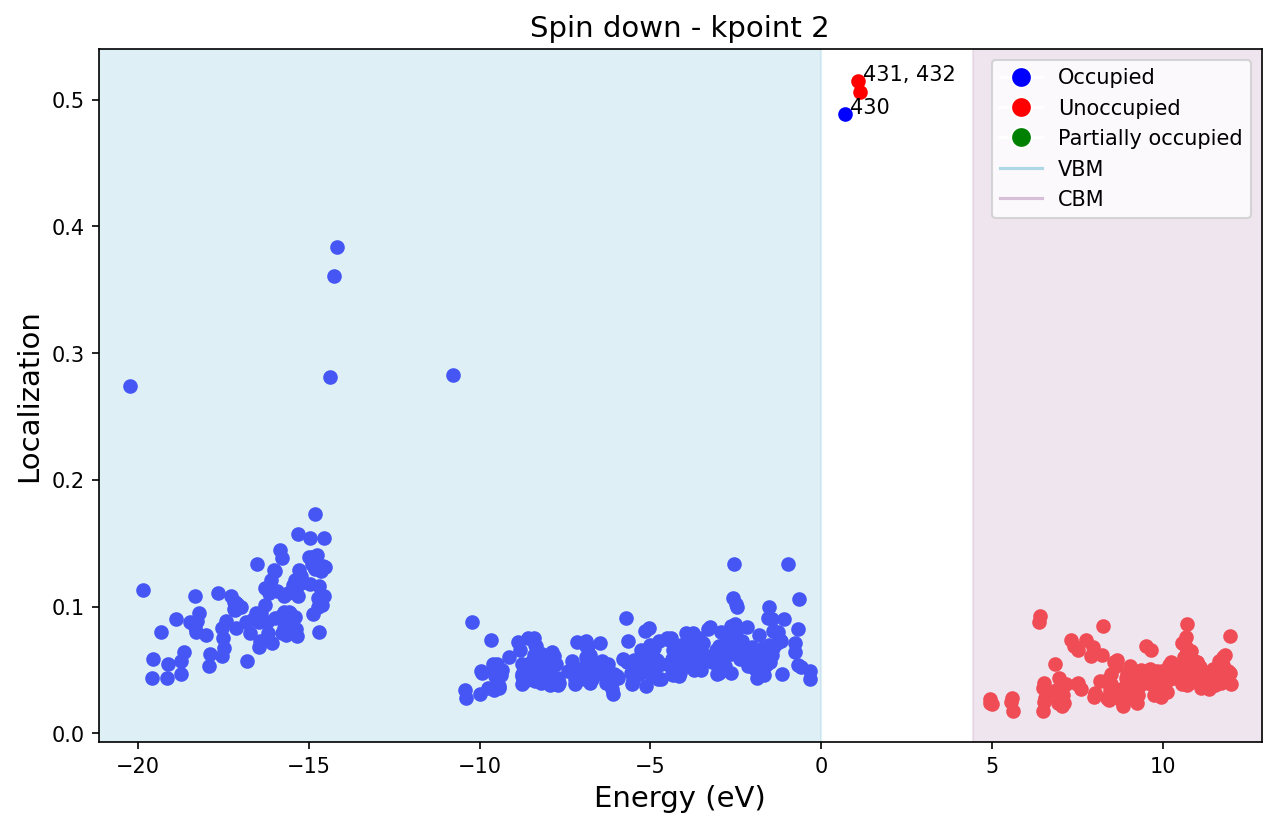 Spin down - kpoint 2
431, 432
430
Occupied
Unoccupied
Partially occupied
VBM
CBM
Localization
0.5
0.4
0.3
0.2
0.1
0.0
−20
−15
−10
−5
0
5
10
Energy (eV)